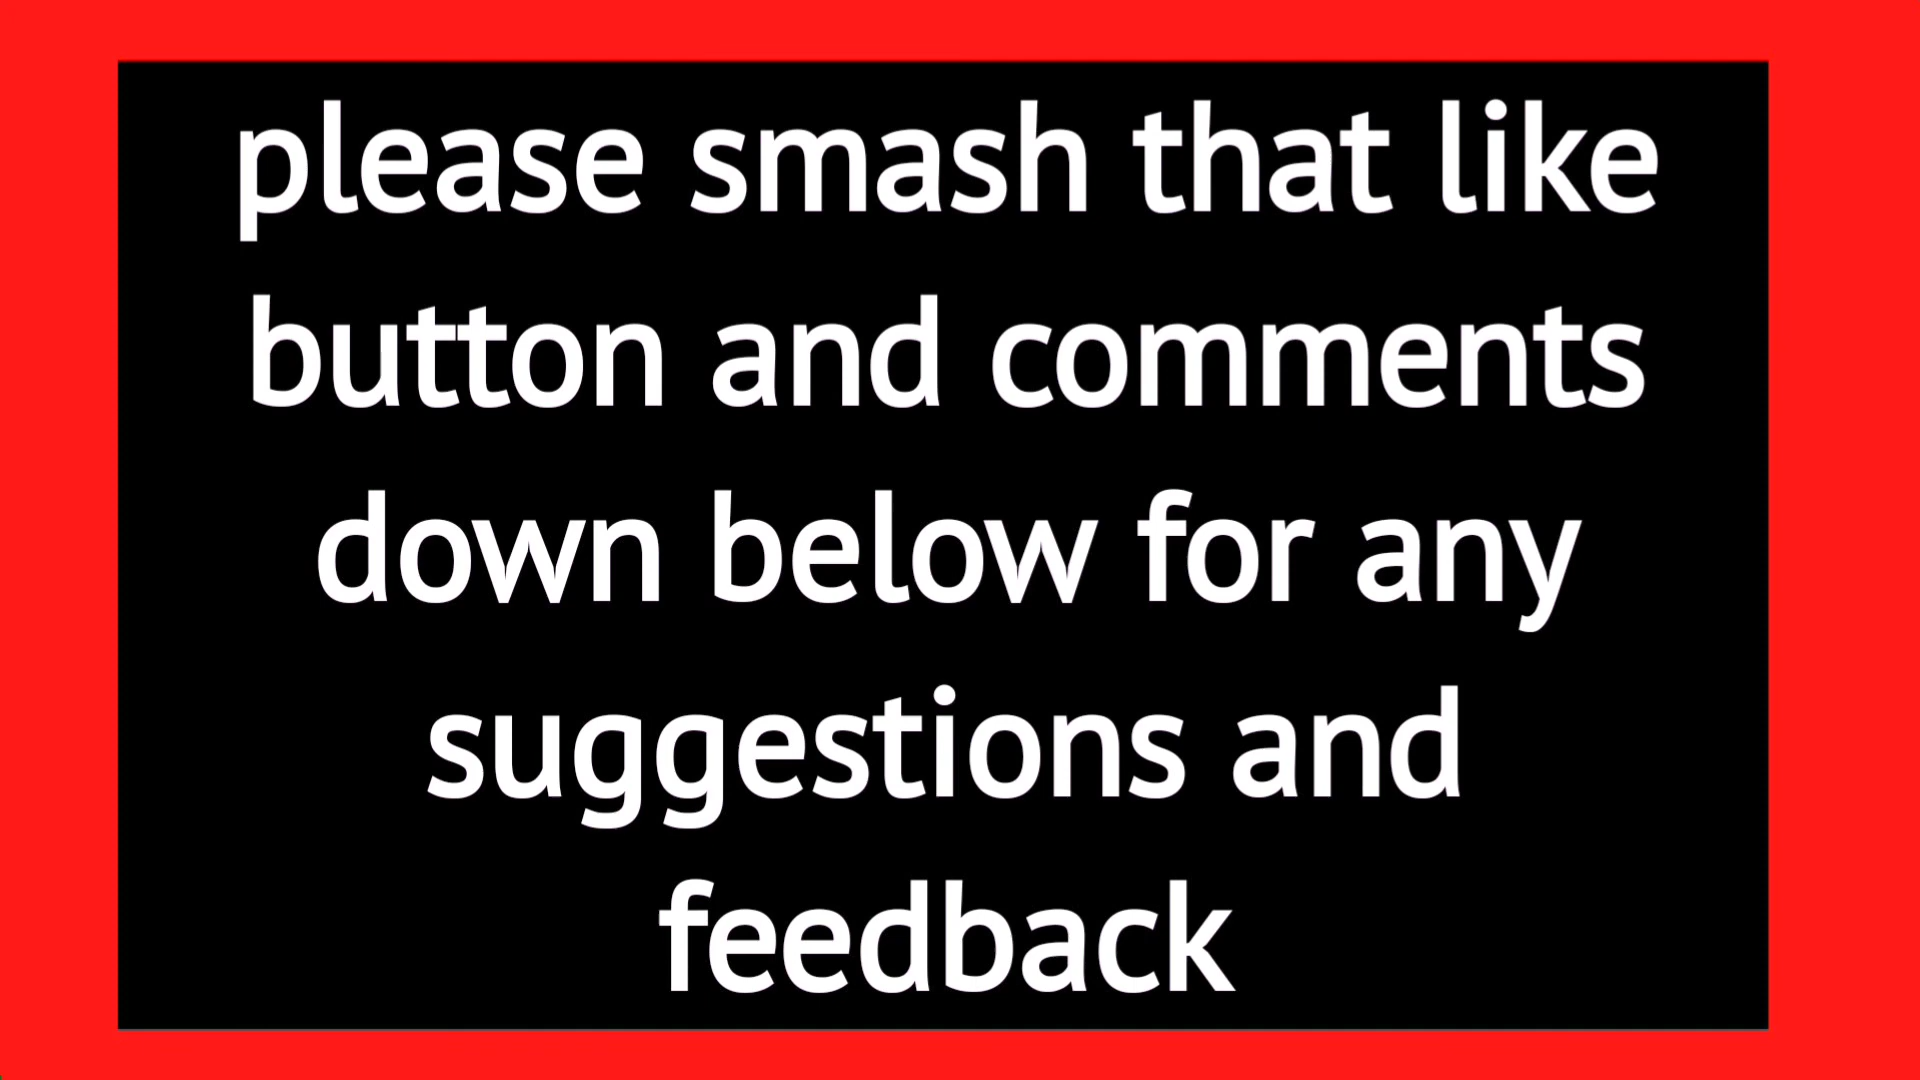 please smash that like
button and comments
down below for any
suggestions and
feedback